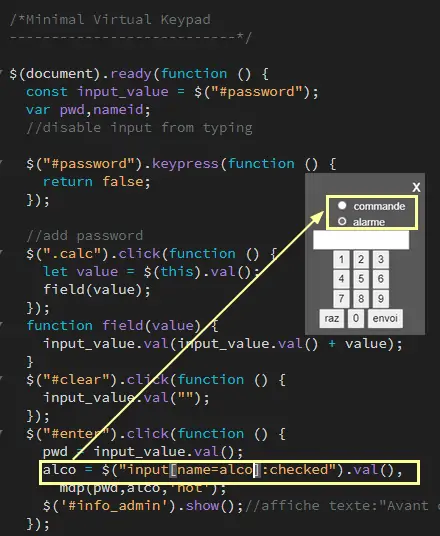 /*Minimal Virtual Keypad
---------------------------*/
$(document).ready(function () {
const input_value = $("#password");
var pwd,nameid;
//disable input from typing
$("#password").keypress(function () {
return false;
});
//add password
$(".calc").click(function () {
let value = $(this).val();
field(value);
});
function field(value) {
input_value.val(input_value.val() + value);
}
$("#clear").click(function () {
input_value.val("");
});
$("#enter").click(function () {
pwd = input_value.val();
alco = $("input[name=alco]:checked").val(),
mdp(pwd,alco,'not');
$('#info_admin').show();//affiche texte:"Avant
});
X
commande
alarme
1 2 3
4 5 6
7 8 9
raz 0 envoi